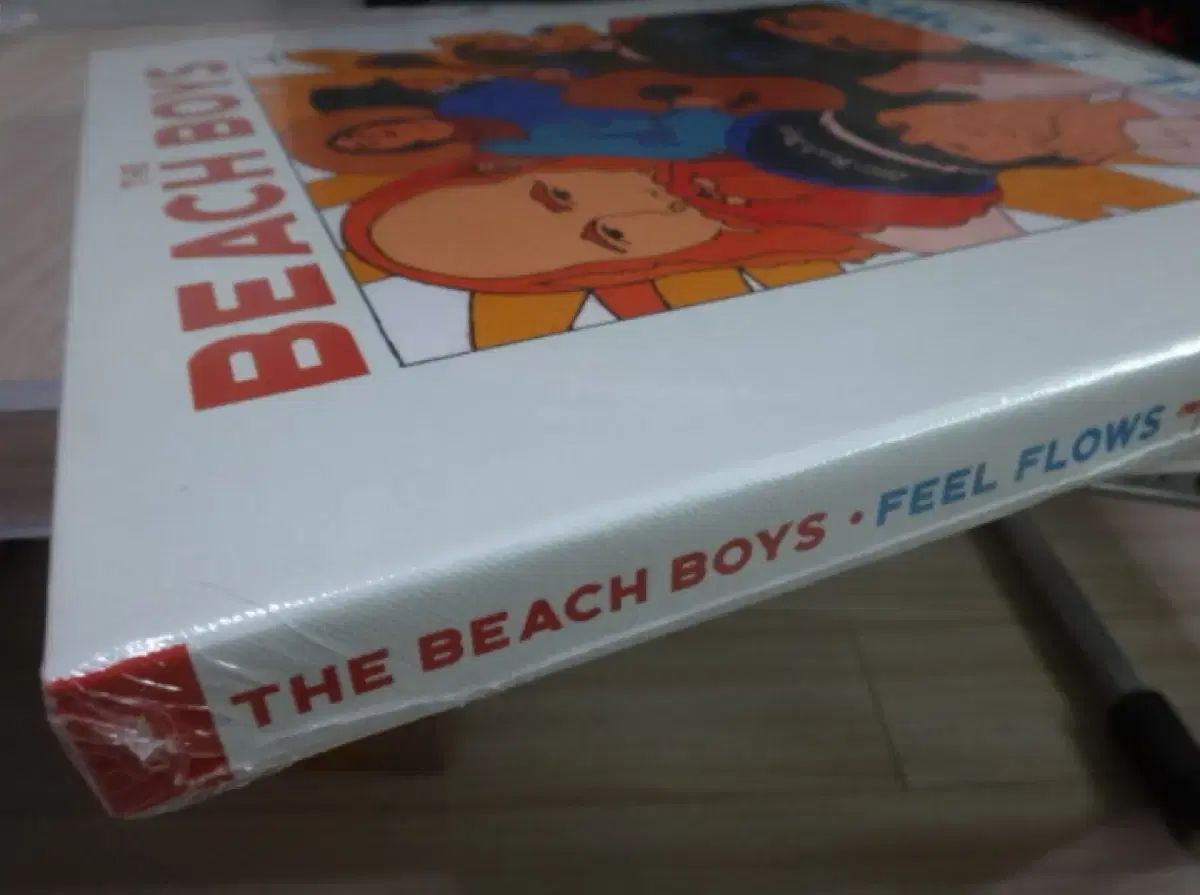 THE
BEACH BOYS
THE BEACH BOYS • FEEL FLOWS